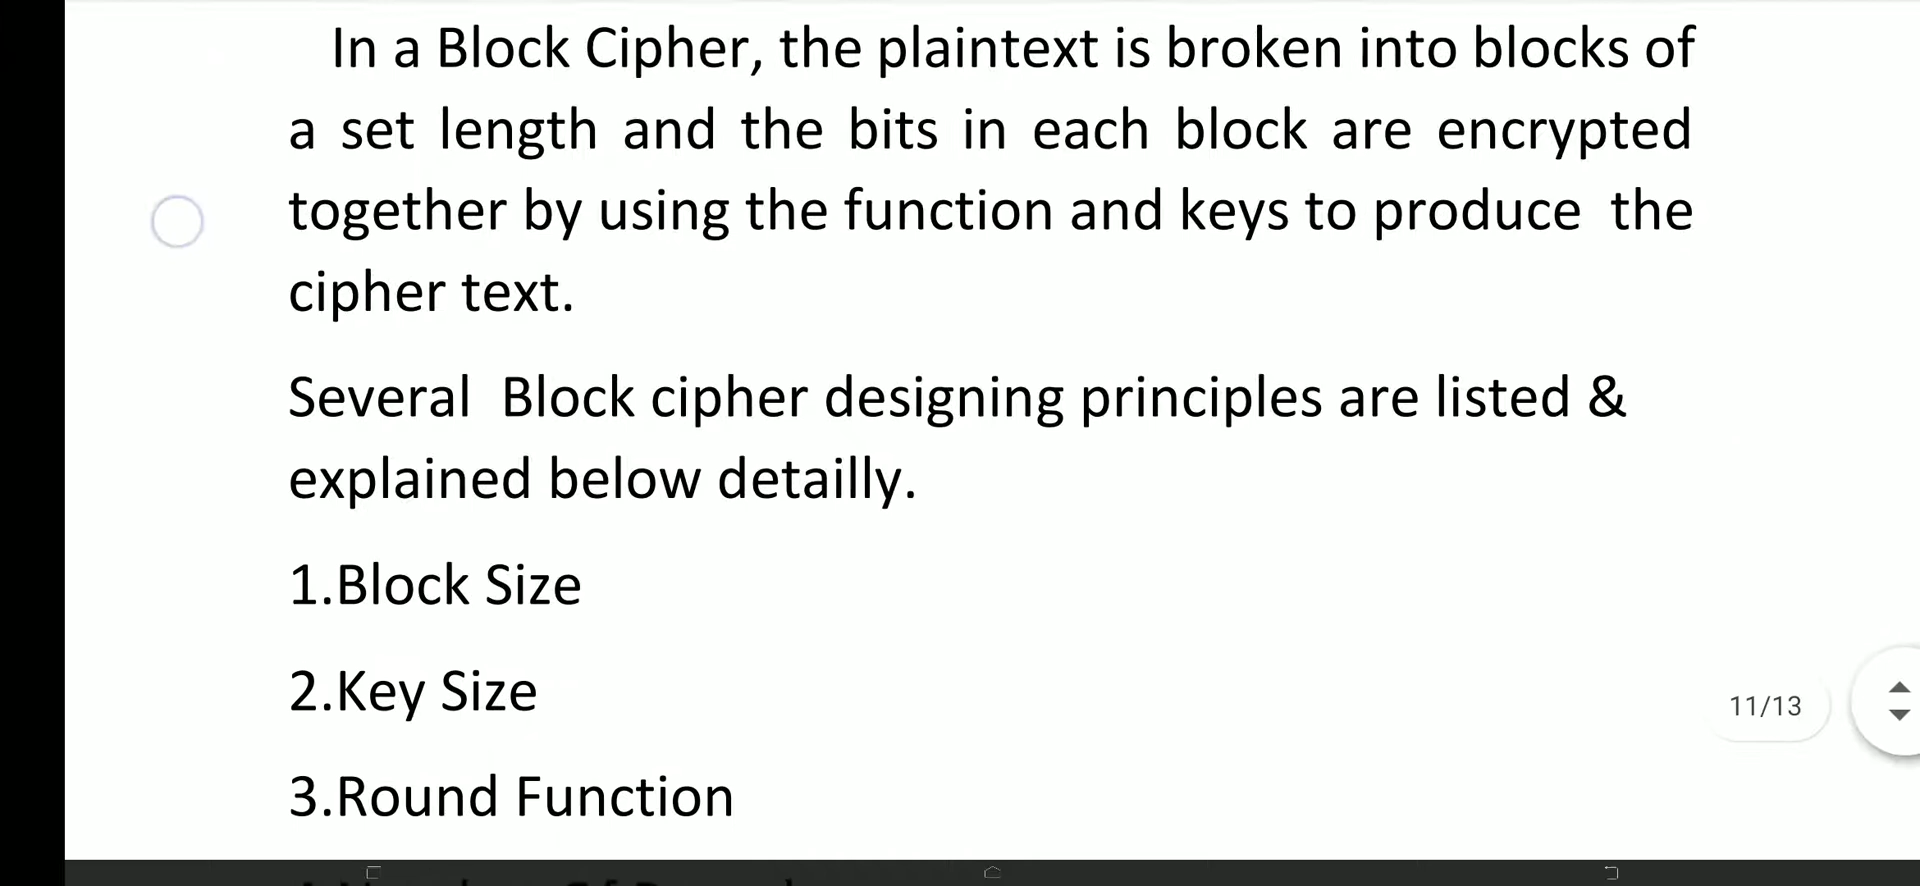 In a Block Cipher, the plaintext is broken into blocks of
a set length and the bits in each block are encrypted
together by using the function and keys to produce the
cipher text.
Several Block cipher designing principles are listed &
explained below detailly.
1.Block Size
2.Key Size
11/13
3.Round Function